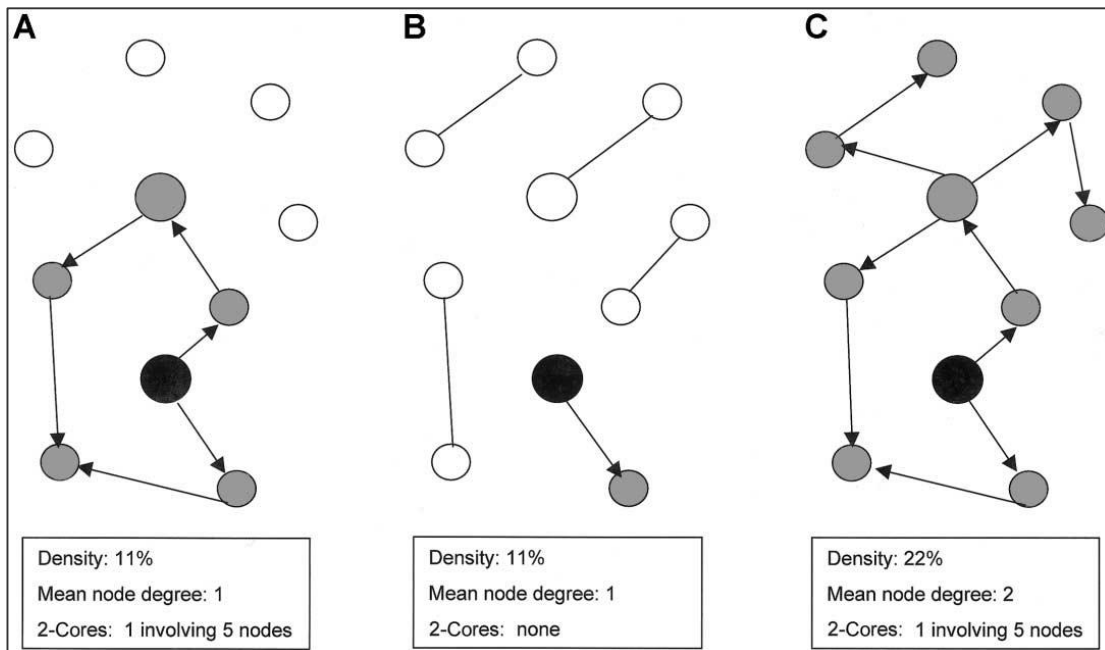 A
B
C
Density: 11%
Mean node degree: 1
2-Cores: 1 involving 5 nodes
Density: 11%
Mean node degree: 1
2-Cores: none
Density: 22%
Mean node degree: 2
2-Cores: 1 involving 5 nodes